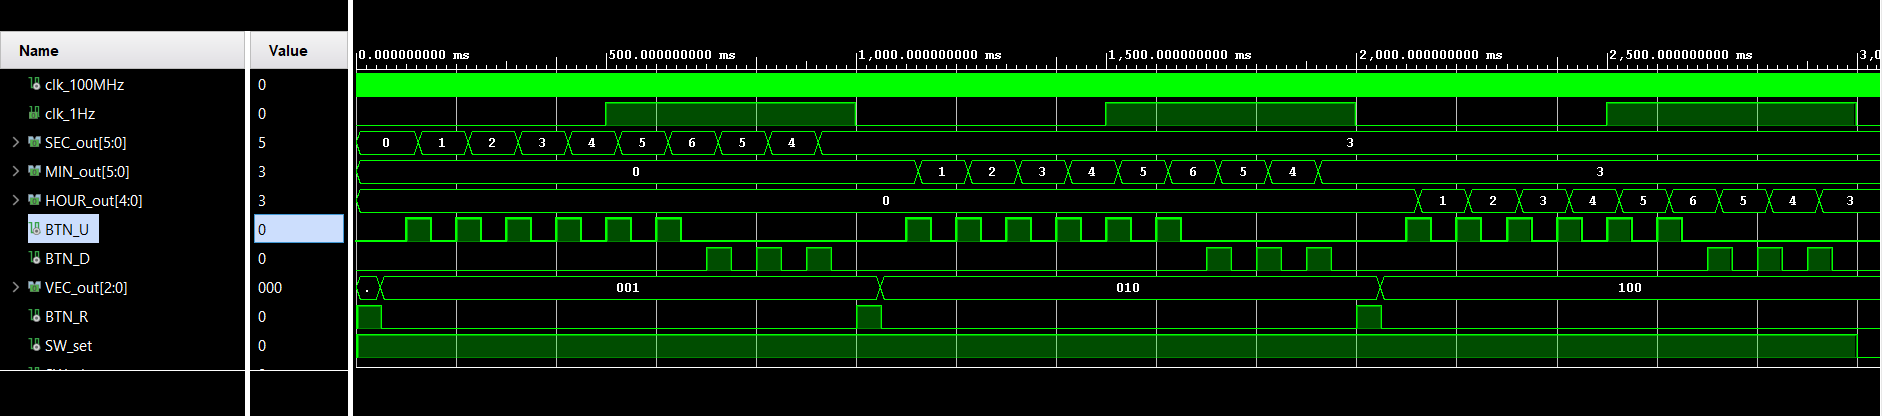 Name Value
0.000000000 ms 500.000000000 ms 1,000.000000000 ms 1,500.000000000 ms 2,000.000000000 ms 2,500.000000000 ms 3,0
clk_100MHz 0
clk_1Hz 0
SEC_out[5:0] 5 0 1 2 3 4 5 6 5 4 3
MIN_out[5:0] 3 0 1 2 3 4 5 6 5 4 3
HOUR_out[4:0] 3 0 1 2 3 4 5 6 5 4 3
BTN_U 0
BTN_D 0
VEC_out[2:0] 000 . 001 010 100
BTN_R 0
SW_set 0